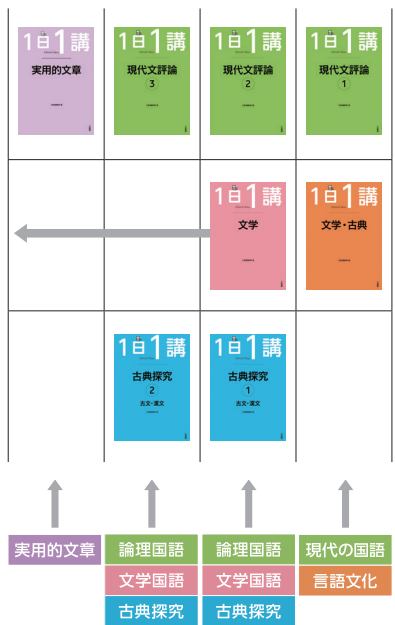 1日1講
実用的文章
1日1講
現代文評論
3
1日1講
現代文評論
2
1日1講
現代文評論
1
1日1講
文学
1日1講
文学・古典
1日1講
古典探究
2
古文・漢文
1日1講
古典探究
1
古文・漢文
実用的文章
論理国語
文学国語
古典探究
論理国語
文学国語
古典探究
現代の国語
言語文化